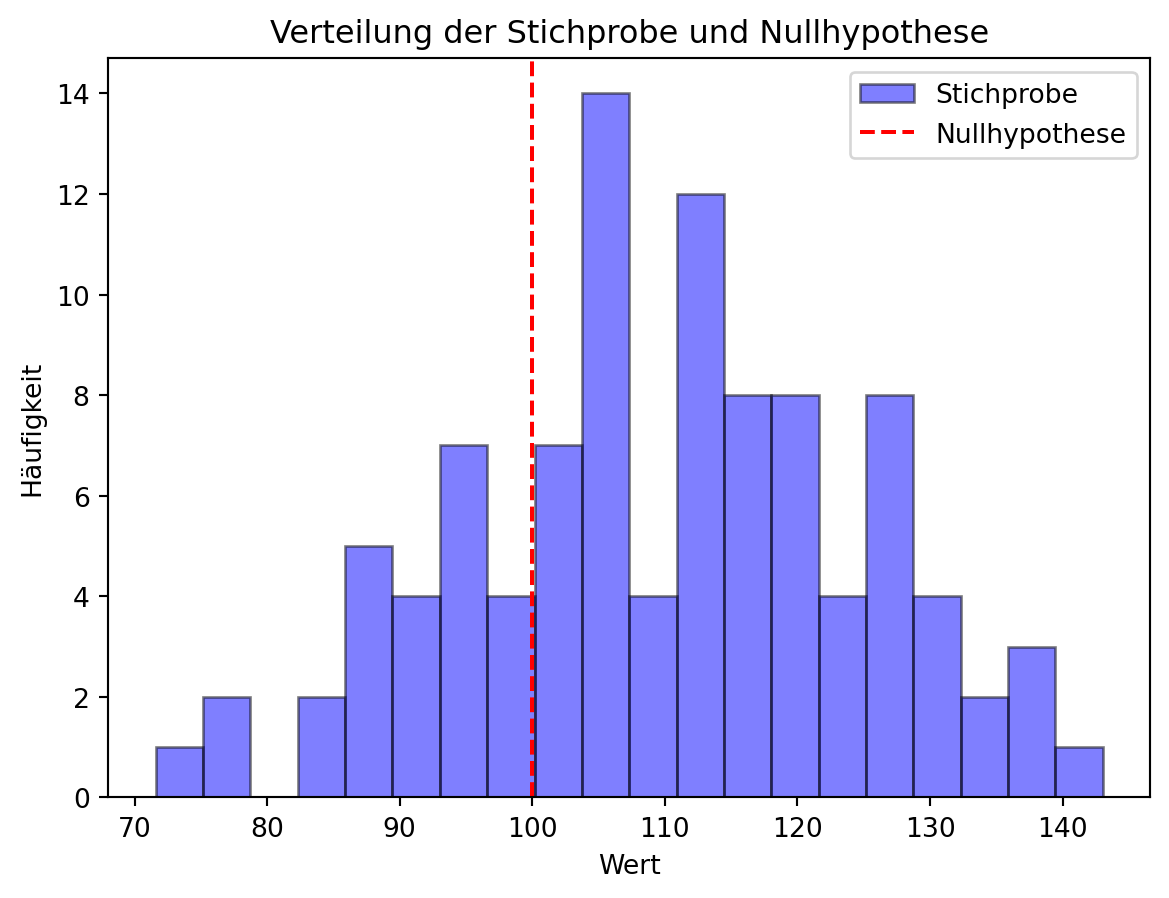 Verteilung der Stichprobe und Nullhypothese
Stichprobe
Nullhypothese
Häufigkeit
14
12
10
8
6
4
2
0
70 80 90 100 110 120 130 140
Wert